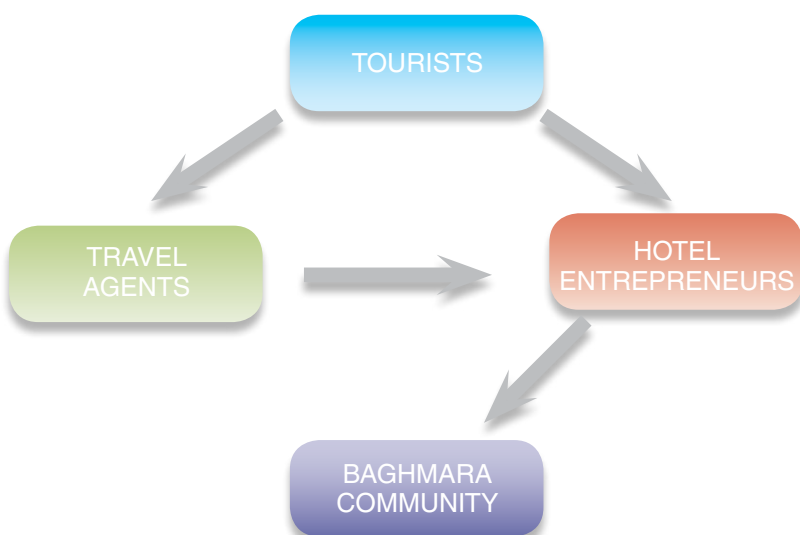 TOURISTS
TRAVEL
AGENTS
HOTEL
ENTREPRENEURS
BAGHMARA
COMMUNITY